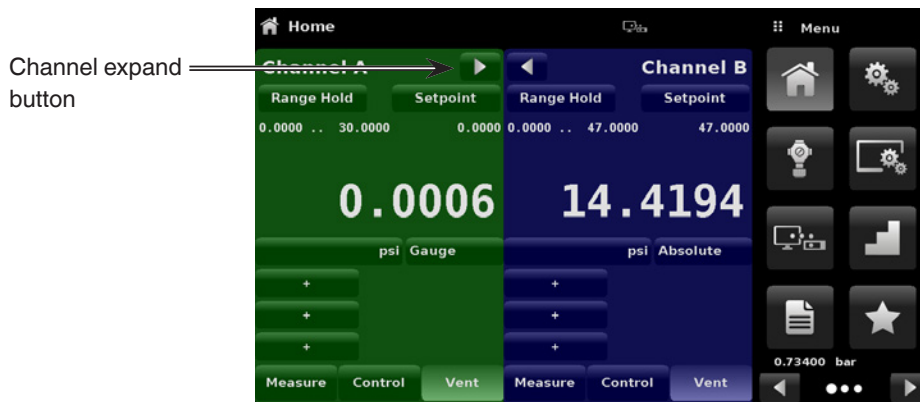 Home
Menu
Channel expand
button
Channel A
Channel B
Range Hold Setpoint Range Hold Setpoint
0.0000 .. 30.0000 0.0000 0.0000 .. 47.0000 47.0000
0.0006 14.4194
psi Gauge psi Absolute
+ +
+ +
+ +
0.73400 bar
Measure Control Vent Measure Control Vent